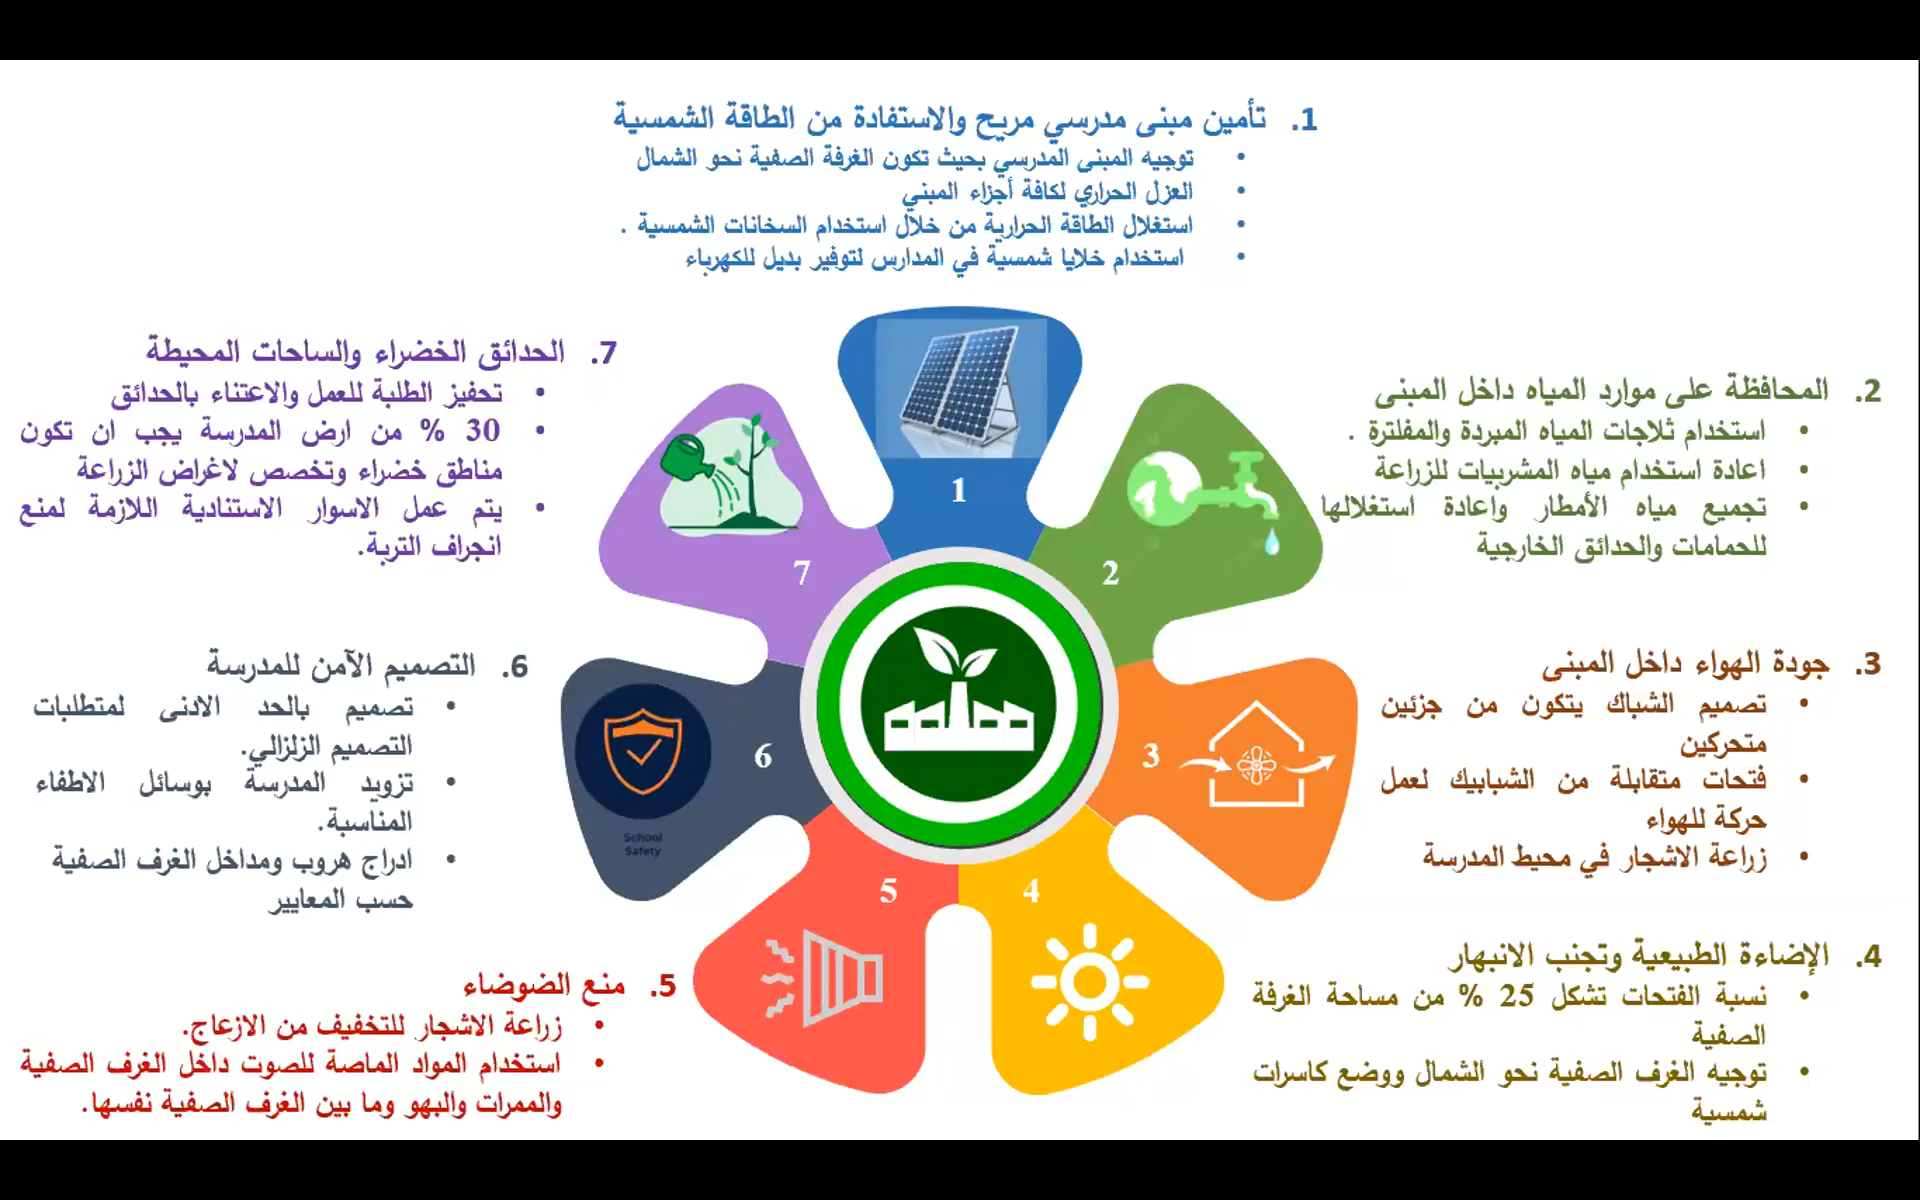 1. تأمين مبنى مدرسي مريح والاستفادة من الطاقة الشمسية
• توجيه المبنى المدرسي بحيث تكون الغرفة الصفية نحو الشمال
• العزل الحراري لكافة أجزاء المبني
• استغلال الطاقة الحرارية من خلال استخدام السخانات الشمسية .
• استخدام خلايا شمسية في المدارس لتوفير بديل للكهرباء
2. المحافظة على موارد المياه داخل المبنى
• استخدام ثلاجات المياه المبردة والمفلترة .
• اعادة استخدام مياه المشربيات للزراعة
• تجميع مياه الأمطار واعادة استغلالها
للحمامات والحدائق الخارجية
3. جودة الهواء داخل المبنى
• تصميم الشباك يتكون من جزئين
متحركين
• فتحات متقابلة من الشبابيك لعمل
حركة للهواء
• زراعة الاشجار في محيط المدرسة
4. الإضاءة الطبيعية وتجنب الانبهار
• نسبة الفتحات تشكل 25 % من مساحة الغرفة
الصفية
• توجيه الغرف الصفية نحو الشمال ووضع كاسرات
شمسية
5. منع الضوضاء
• زراعة الاشجار للتخفيف من الازعاج.
• استخدام المواد الماصة للصوت داخل الغرف الصفية
والممرات والبهو وما بين الغرف الصفية نفسها.
6. التصميم الآمن للمدرسة
• تصميم بالحد الادنى لمتطلبات
التصميم الزلزالي.
• تزويد المدرسة بوسائل الاطفاء
المناسبة.
• ادراج هروب ومداخل الغرف الصفية
حسب المعايير
7. الحدائق الخضراء والساحات المحيطة
• تحفيز الطلبة للعمل والاعتناء بالحدائق
• 30 % من ارض المدرسة يجب ان تكون
مناطق خضراء وتخصص لاغراض الزراعة
• يتم عمل الاسوار الاستنادية اللازمة لمنع
انجراف التربة.
1
2
3
4
5
6
7
School
Safety